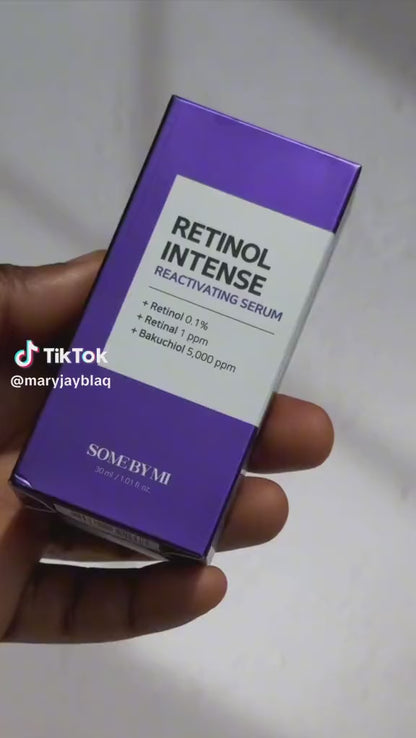 RETINOL
INTENSE
REACTIVATING SERUM
+ Retinol 0.1%
+ Retinal 1 ppm
+ Bakuchiol 5,000 ppm
TikTok
@maryjayblaq
SOME BY MI
30 ml / 1.01 fl. oz.